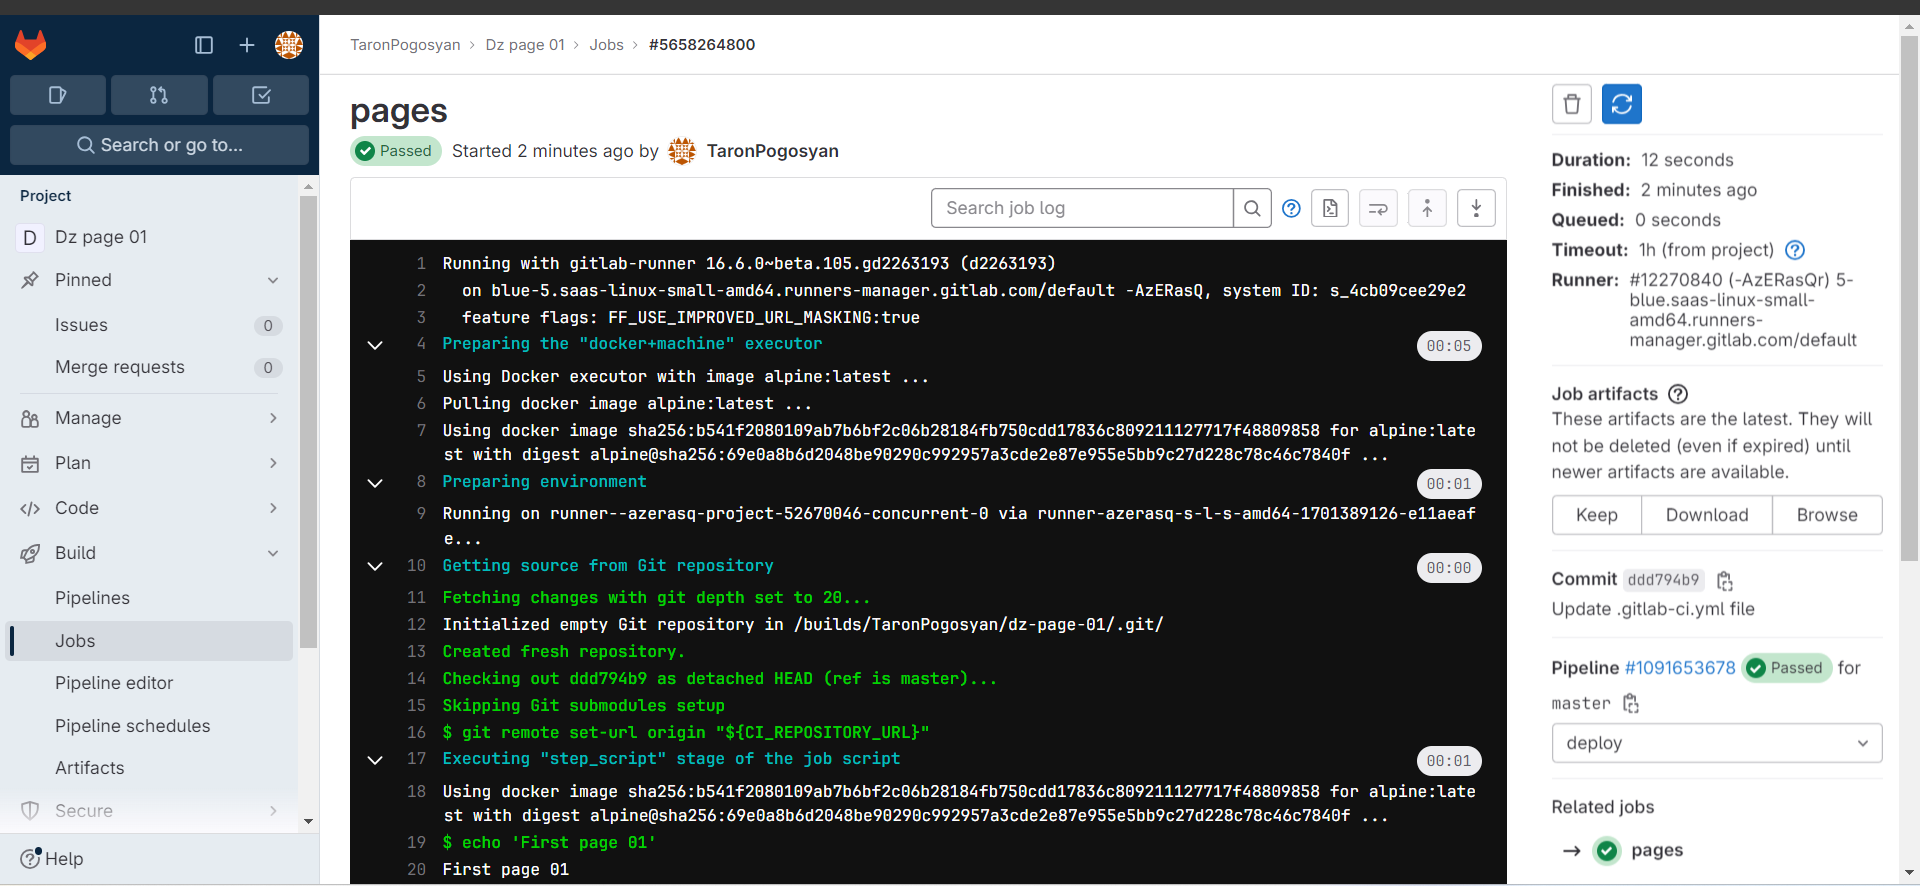 TaronPogosyan › Dz page 01 › Jobs › #5658264800
Search or go to...
Project
D Dz page 01
Pinned
Issues 0
Merge requests 0
Manage
Plan
Code
Build
Pipelines
Jobs
Pipeline editor
Pipeline schedules
Artifacts
Secure
Help
pages
Passed Started 2 minutes ago by TaronPogosyan
Search job log
1 Running with gitlab-runner 16.6.0~beta.105.gd2263193 (d2263193)
2 on blue-5.saas-linux-small-amd64.runners-manager.gitlab.com/default -AzERasQ, system ID: s_4cb09cee29e2
3 feature flags: FF_USE_IMPROVED_URL_MASKING:true
4 Preparing the "docker+machine" executor 00:05
5 Using Docker executor with image alpine:latest ...
6 Pulling docker image alpine:latest ...
7 Using docker image sha256:b541f2080109ab7b6bf2c06b28184fb750cdd17836c809211127717f48809858 for alpine:late
st with digest alpine@sha256:69e0a8b6d2048be90290c992957a3cde2e87e955e5bb9c27d228c78c46c7840f ...
8 Preparing environment 00:01
9 Running on runner--azerasq-project-52670046-concurrent-0 via runner-azerasq-s-l-s-amd64-1701389126-e11aeaf
e...
10 Getting source from Git repository 00:00
11 Fetching changes with git depth set to 20...
12 Initialized empty Git repository in /builds/TaronPogosyan/dz-page-01/.git/
13 Created fresh repository.
14 Checking out ddd794b9 as detached HEAD (ref is master)...
15 Skipping Git submodules setup
16 $ git remote set-url origin "${CI_REPOSITORY_URL}"
17 Executing "step_script" stage of the job script 00:01
18 Using docker image sha256:b541f2080109ab7b6bf2c06b28184fb750cdd17836c809211127717f48809858 for alpine:late
st with digest alpine@sha256:69e0a8b6d2048be90290c992957a3cde2e87e955e5bb9c27d228c78c46c7840f ...
19 $ echo 'First page 01'
20 First page 01
Duration: 12 seconds
Finished: 2 minutes ago
Queued: 0 seconds
Timeout: 1h (from project)
Runner: #12270840 (-AzERasQr) 5-
blue.saas-linux-small-
amd64.runners-
manager.gitlab.com/default
Job artifacts
These artifacts are the latest. They will
not be deleted (even if expired) until
newer artifacts are available.
Keep Download Browse
Commit ddd794b9
Update .gitlab-ci.yml file
Pipeline #1091653678 Passed for
master
deploy
Related jobs
→ pages